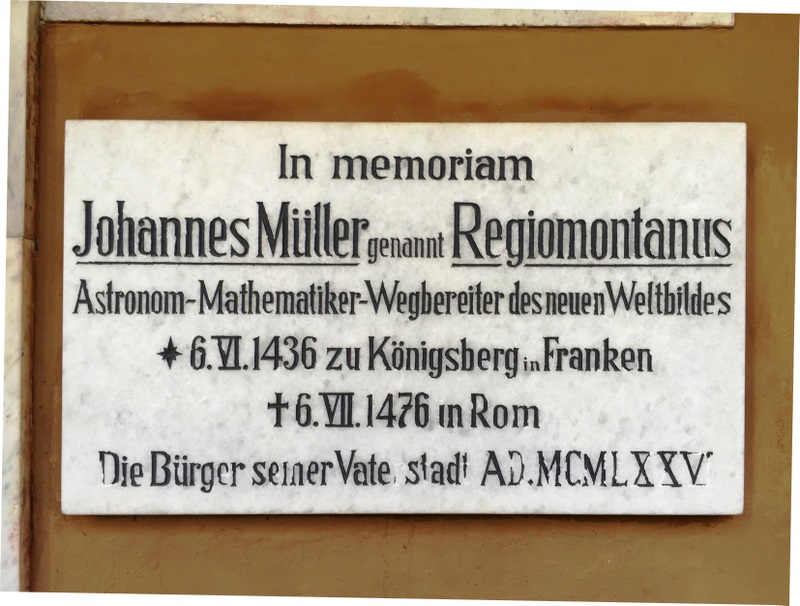 In memoriam
Johannes Müller genannt Regiomontanus
Astronom-Mathematiker-Wegbereiter des neuen Weltbildes
✦ 6.VI.1436 zu Königsberg in Franken
✝ 6.VII.1476 in Rom
Die Bürger seiner Vaterstadt AD.MCMLXXVI